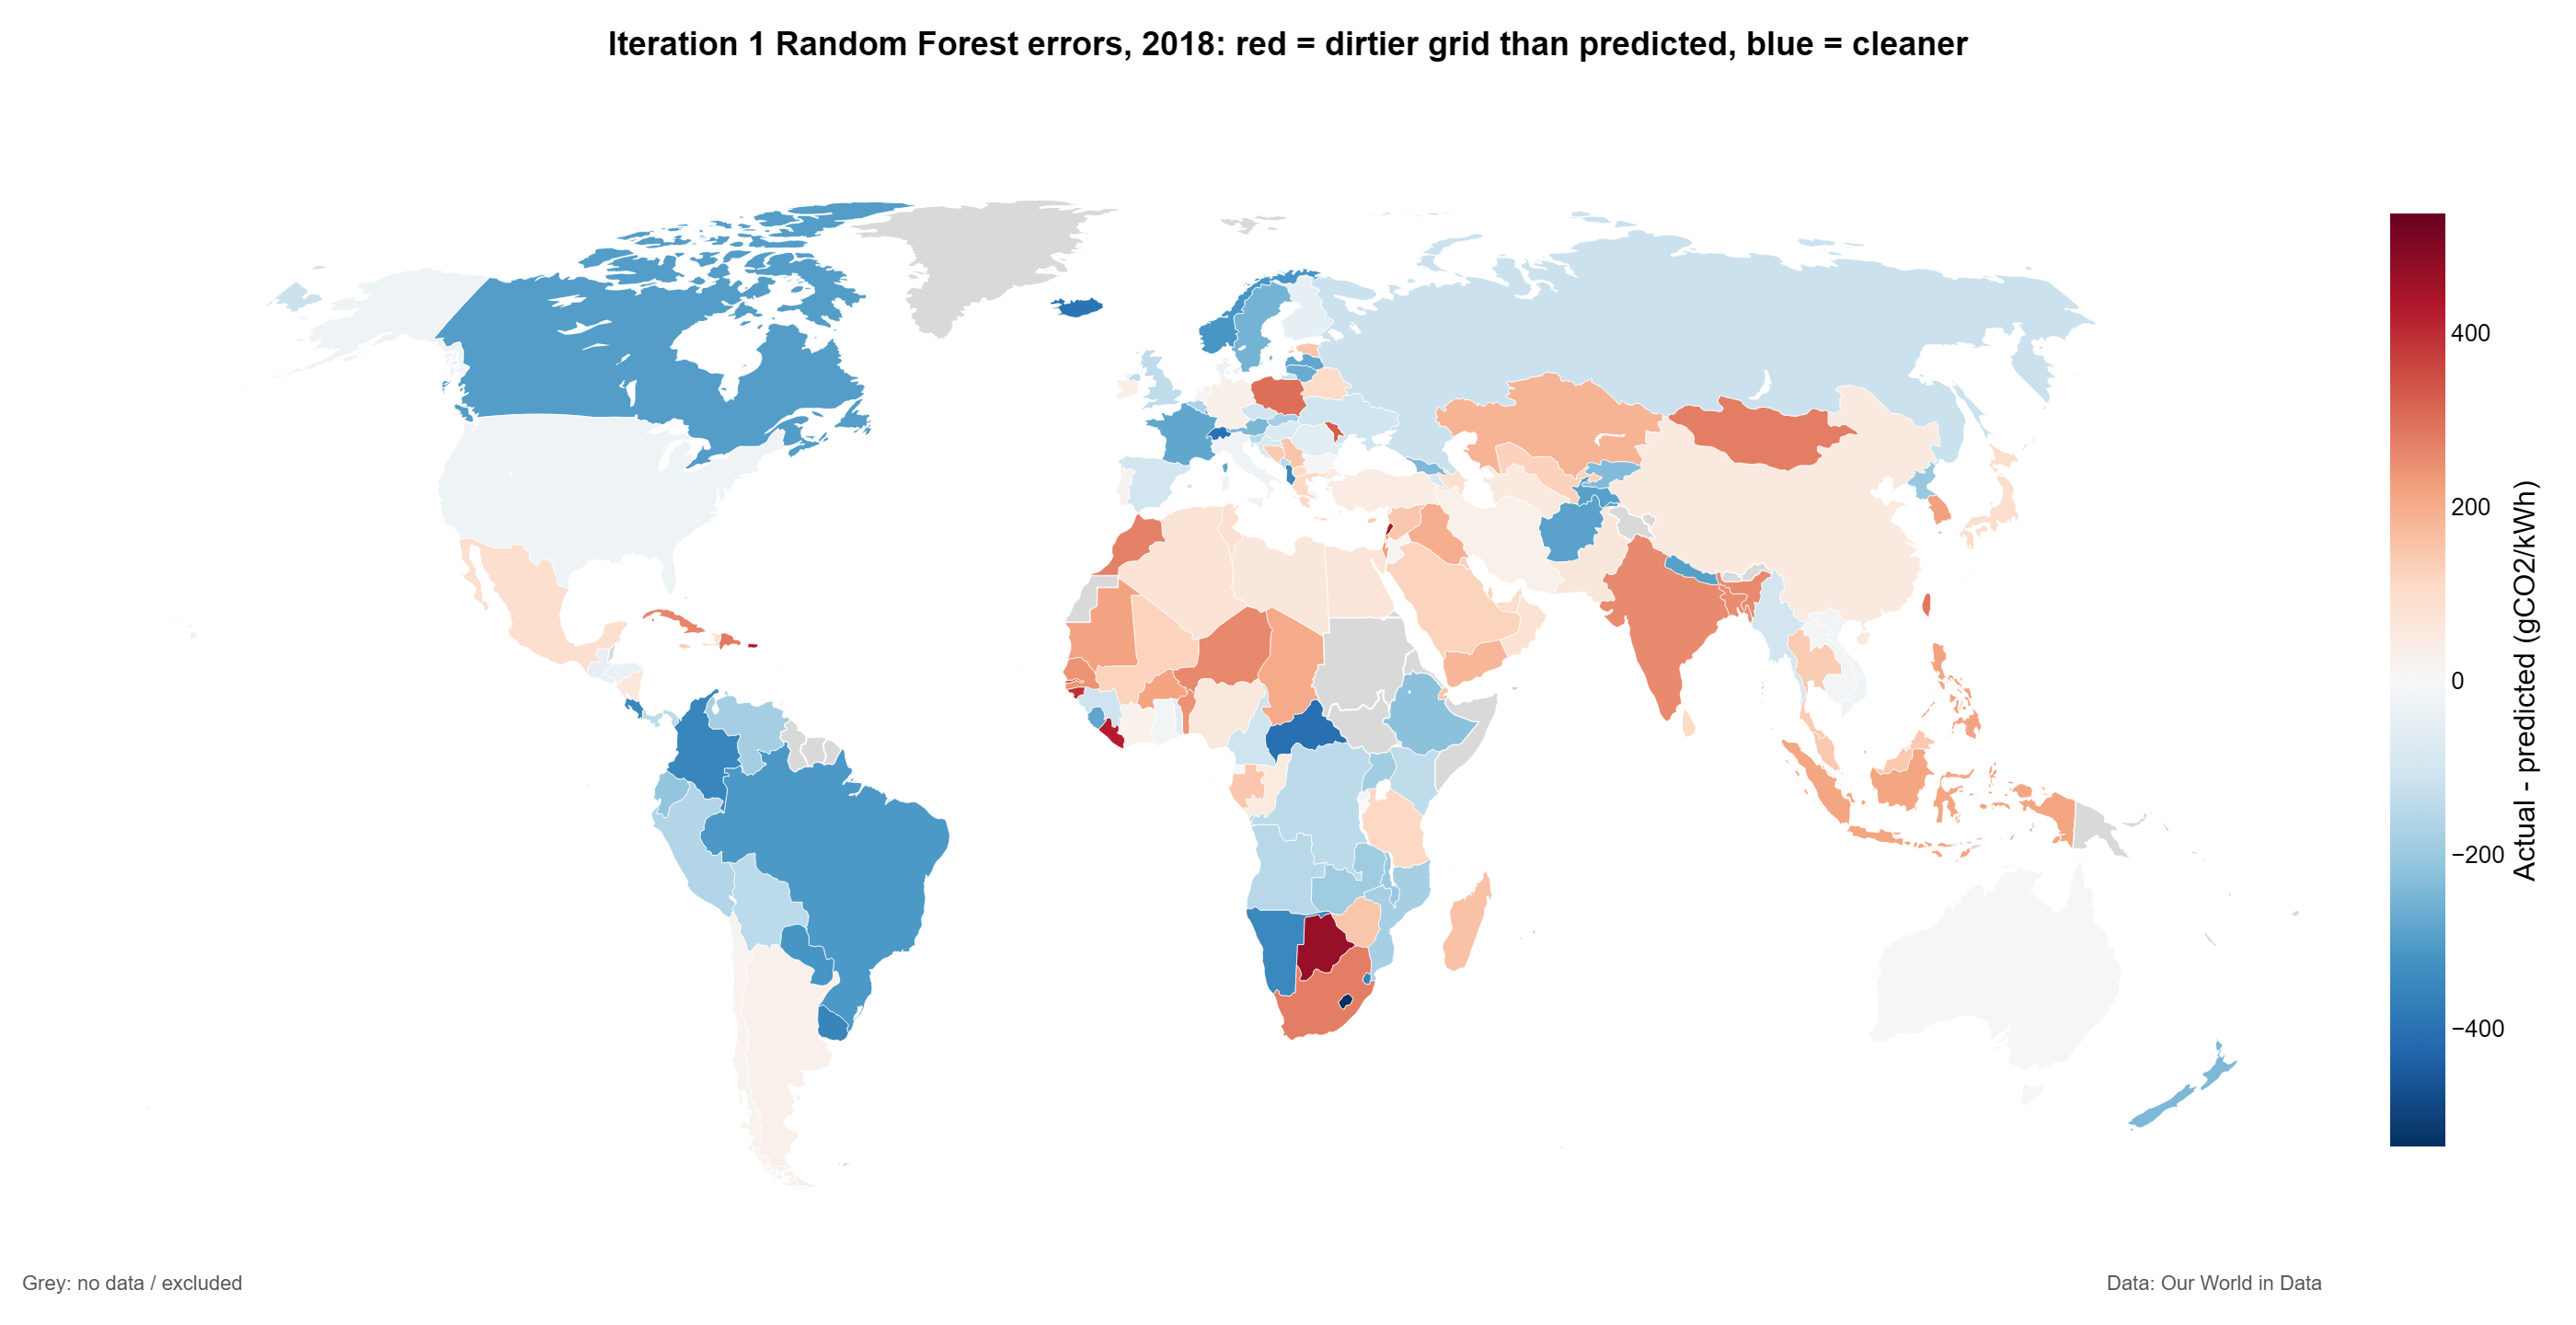 Iteration 1 Random Forest errors, 2018: red = dirtier grid than predicted, blue = cleaner
400
200
0
−200
−400
Actual - predicted (gCO2/kWh)
Grey: no data / excluded
Data: Our World in Data